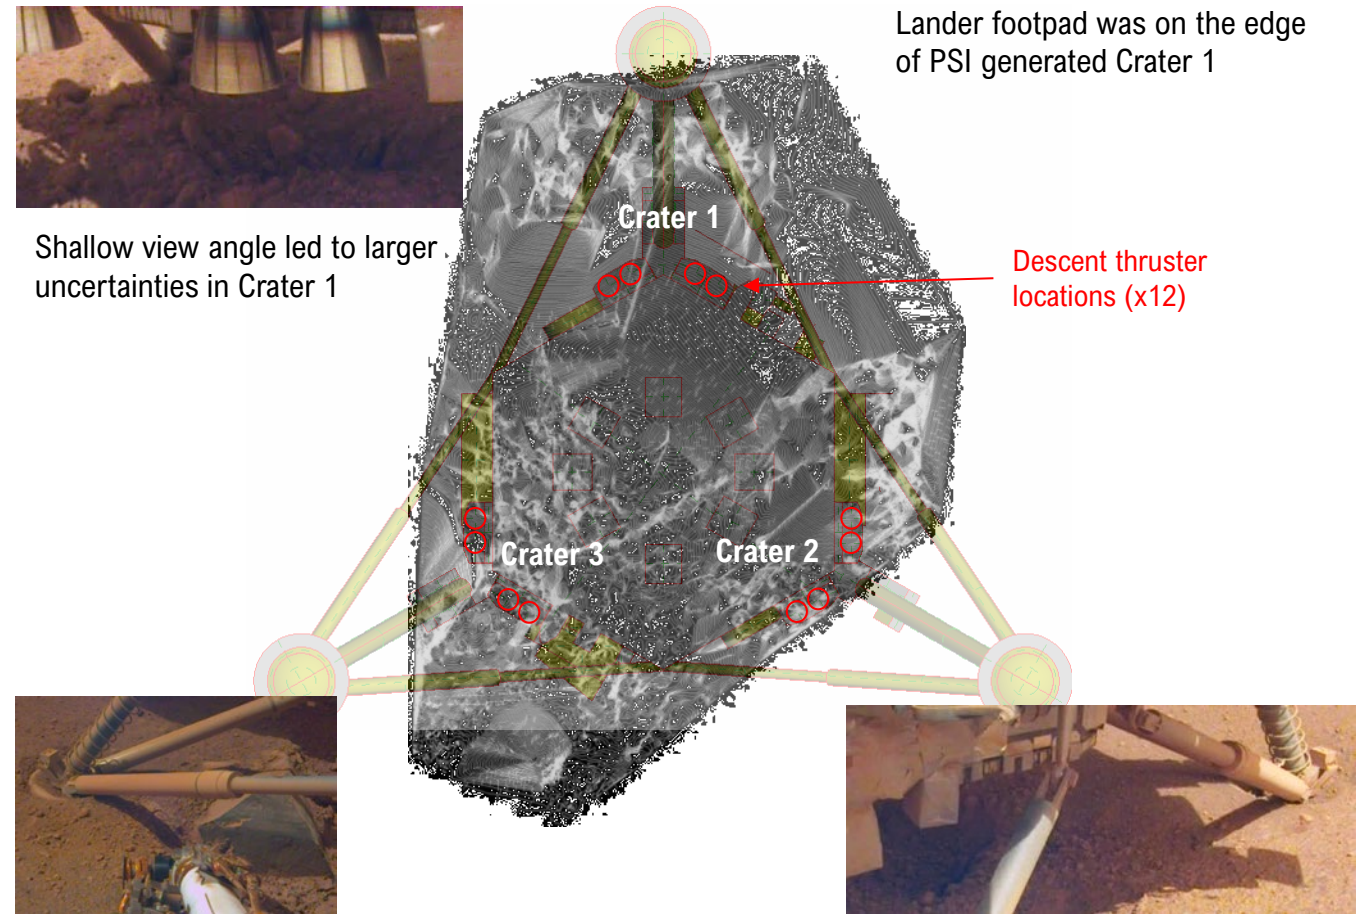 Lander footpad was on the edge
of PSI generated Crater 1
Crater 1
Shallow view angle led to larger
uncertainties in Crater 1
Descent thruster
locations (x12)
Crater 3
Crater 2